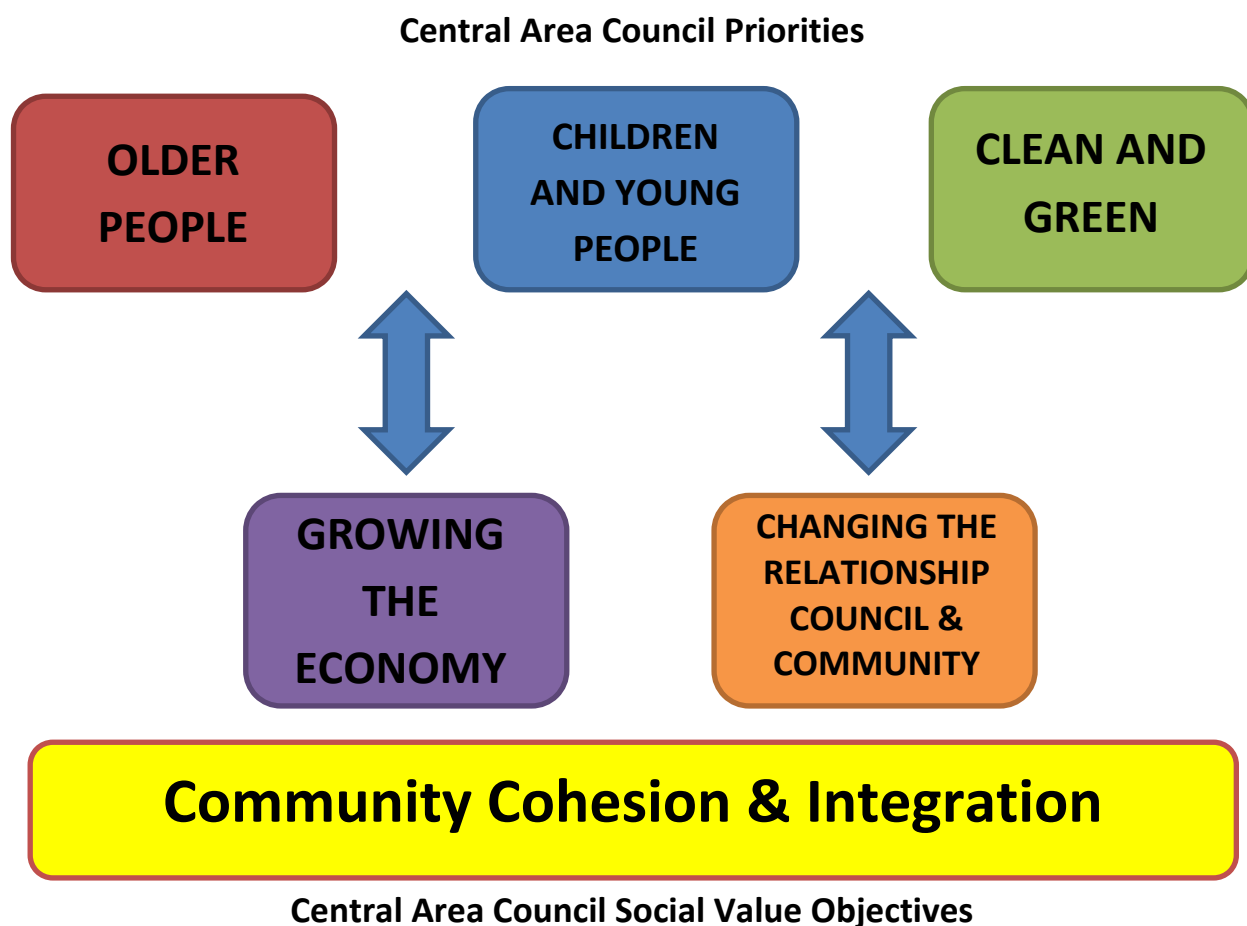 Central Area Council Priorities
OLDER
PEOPLE
CHILDREN
AND YOUNG
PEOPLE
CLEAN AND
GREEN
GROWING
THE
ECONOMY
CHANGING THE
RELATIONSHIP
COUNCIL &
COMMUNITY
Community Cohesion & Integration
Central Area Council Social Value Objectives